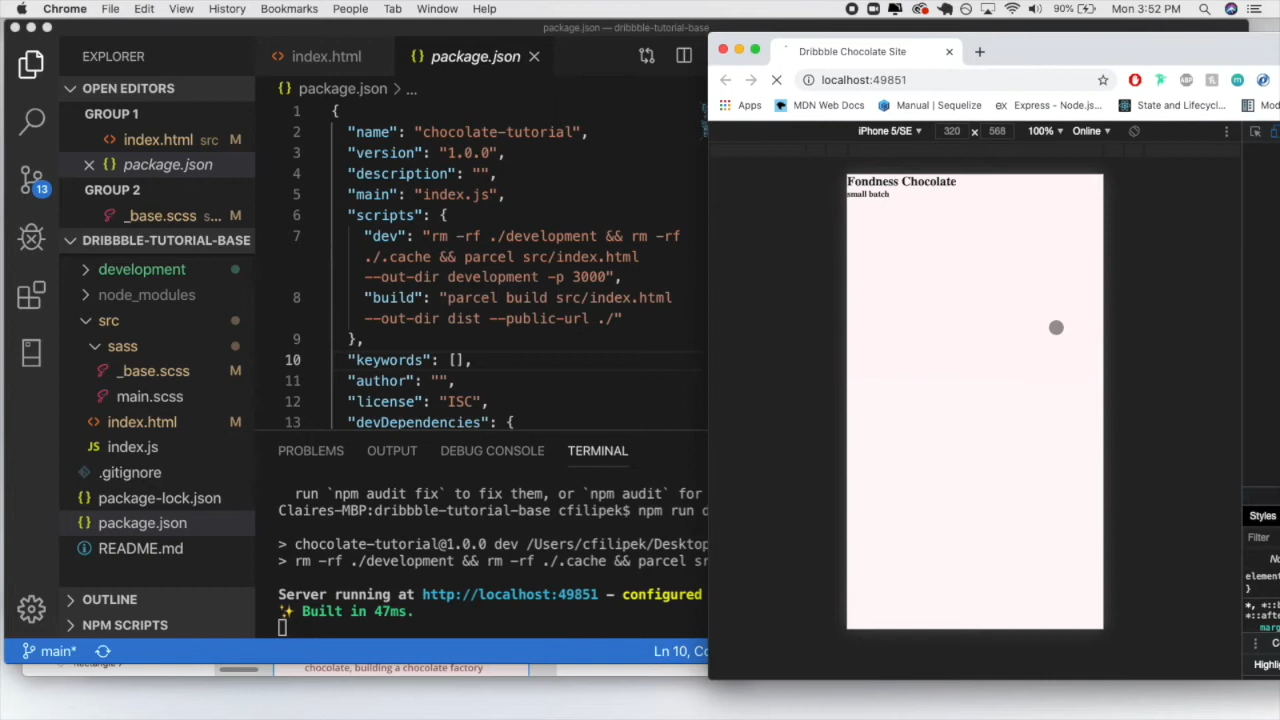 Chrome File Edit View History Bookmarks People Tab Window Help 90% Mon 3:52 PM
package.json — dribbble-tutorial-base
EXPLORER
OPEN EDITORS
GROUP 1
index.html src M
package.json
GROUP 2
_base.scss s... M
DRIBBBLE-TUTORIAL-BASE
development
node_modules
src
sass
_base.scss M
main.scss
index.html M
JS index.js
.gitignore
package-lock.json
package.json
README.md
OUTLINE
NPM SCRIPTS
13
index.html
package.json
package.json > ...
1 {
2 "name": "chocolate-tutorial",
3 "version": "1.0.0",
4 "description": "",
5 "main": "index.js",
6 "scripts": {
7 "dev": "rm -rf ./development && rm -rf
./.cache && parcel src/index.html
--out-dir development -p 3000",
8 "build": "parcel build src/index.html
--out-dir dist --public-url ./"
9 },
10 "keywords": [],
11 "author": "",
12 "license": "ISC",
13 "devDependencies": {
PROBLEMS OUTPUT DEBUG CONSOLE TERMINAL
run `npm audit fix` to fix them, or `npm audit` for
Claires-MBP:dribbble-tutorial-base cfilipek$ npm run d
> chocolate-tutorial@1.0.0 dev /Users/cfilipek/Desktop
> rm -rf ./development && rm -rf ./.cache && parcel sr
Server running at http://localhost:49851 – configured
Built in 47ms.
main*
Ln 10, Co
chocolate, building a chocolate factory
Dribbble Chocolate Site
localhost:49851
ABP
m
Apps MDN Web Docs Manual | Sequelize ex Express - Node.js... State and Lifecycl... Mod
iPhone 5/SE 320 x 568 100% Online
Fondness Chocolate
small batch
Styles
Filter
No
elemen
}
*, *::b
*::afte
marg
Highlig